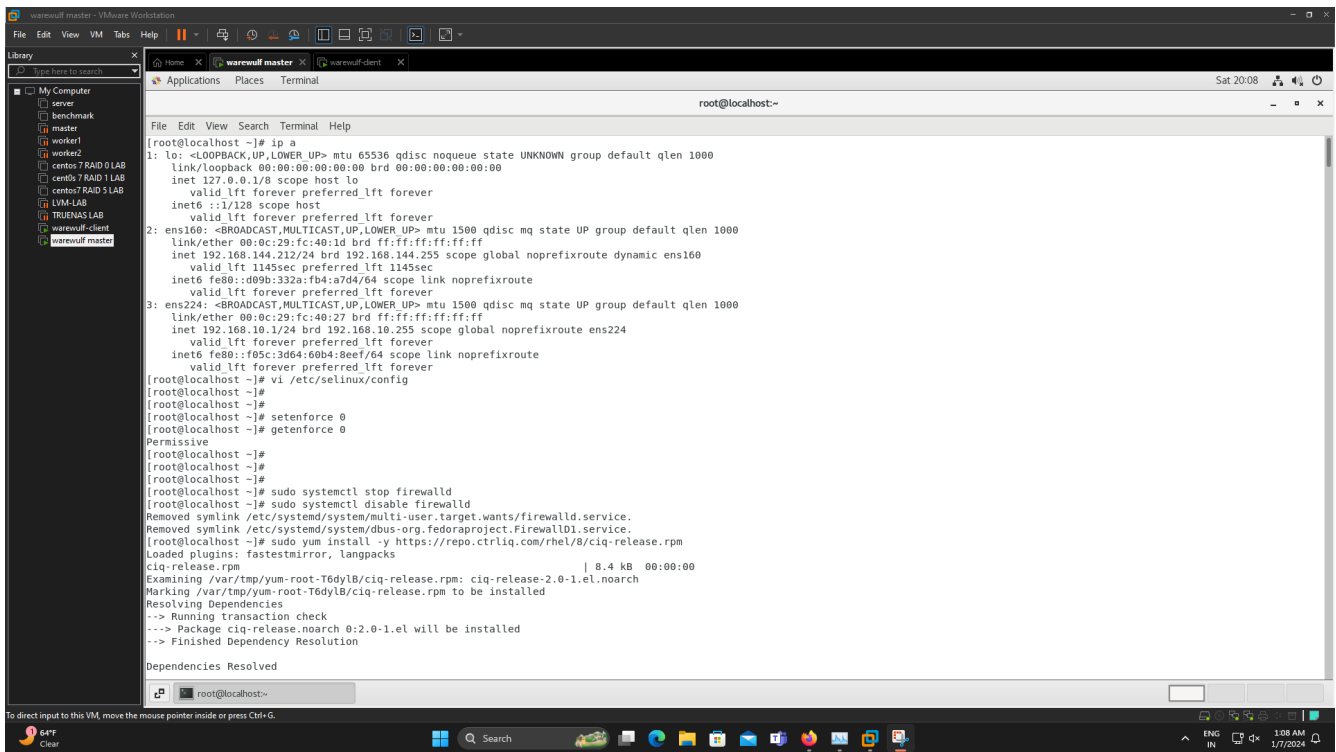 warewulf master - VMware Workstation
File Edit View VM Tabs Help
Library
Type here to search
My Computer
server
benchmark
master
worker1
worker2
centos 7 RAID 0 LAB
cent0s 7 RAID 1 LAB
centos7 RAID 5 LAB
LVM-LAB
TRUENAS LAB
warewulf-client
warewulf master
Home warewulf master warewulf-client
Applications Places Terminal Sat 20:08
root@localhost:~
File Edit View Search Terminal Help
[root@localhost ~]# ip a
1: lo: <LOOPBACK,UP,LOWER_UP> mtu 65536 qdisc noqueue state UNKNOWN group default qlen 1000
link/loopback 00:00:00:00:00:00 brd 00:00:00:00:00:00
inet 127.0.0.1/8 scope host lo
valid_lft forever preferred_lft forever
inet6 ::1/128 scope host
valid_lft forever preferred_lft forever
2: ens160: <BROADCAST,MULTICAST,UP,LOWER_UP> mtu 1500 qdisc mq state UP group default qlen 1000
link/ether 00:0c:29:fc:40:1d brd ff:ff:ff:ff:ff:ff
inet 192.168.144.212/24 brd 192.168.144.255 scope global noprefixroute dynamic ens160
valid_lft 1145sec preferred_lft 1145sec
inet6 fe80::d09b:332a:fb4:a7d4/64 scope link noprefixroute
valid_lft forever preferred_lft forever
3: ens224: <BROADCAST,MULTICAST,UP,LOWER_UP> mtu 1500 qdisc mq state UP group default qlen 1000
link/ether 00:0c:29:fc:40:27 brd ff:ff:ff:ff:ff:ff
inet 192.168.10.1/24 brd 192.168.10.255 scope global noprefixroute ens224
valid_lft forever preferred_lft forever
inet6 fe80::f05c:3d64:60b4:8eef/64 scope link noprefixroute
valid_lft forever preferred_lft forever
[root@localhost ~]# vi /etc/selinux/config
[root@localhost ~]#
[root@localhost ~]#
[root@localhost ~]# setenforce 0
[root@localhost ~]# getenforce 0
Permissive
[root@localhost ~]#
[root@localhost ~]#
[root@localhost ~]#
[root@localhost ~]# sudo systemctl stop firewalld
[root@localhost ~]# sudo systemctl disable firewalld
Removed symlink /etc/systemd/system/multi-user.target.wants/firewalld.service.
Removed symlink /etc/systemd/system/dbus-org.fedoraproject.FirewallD1.service.
[root@localhost ~]# sudo yum install -y https://repo.ctrliq.com/rhel/8/ciq-release.rpm
Loaded plugins: fastestmirror, langpacks
ciq-release.rpm | 8.4 kB 00:00:00
Examining /var/tmp/yum-root-T6dylB/ciq-release.rpm: ciq-release-2.0-1.el.noarch
Marking /var/tmp/yum-root-T6dylB/ciq-release.rpm to be installed
Resolving Dependencies
--> Running transaction check
---> Package ciq-release.noarch 0:2.0-1.el will be installed
--> Finished Dependency Resolution
Dependencies Resolved
root@localhost:~
To direct input to this VM, move the mouse pointer inside or press Ctrl+G.
1
64°F
Clear
Search
ENG
IN
1:08 AM
1/7/2024